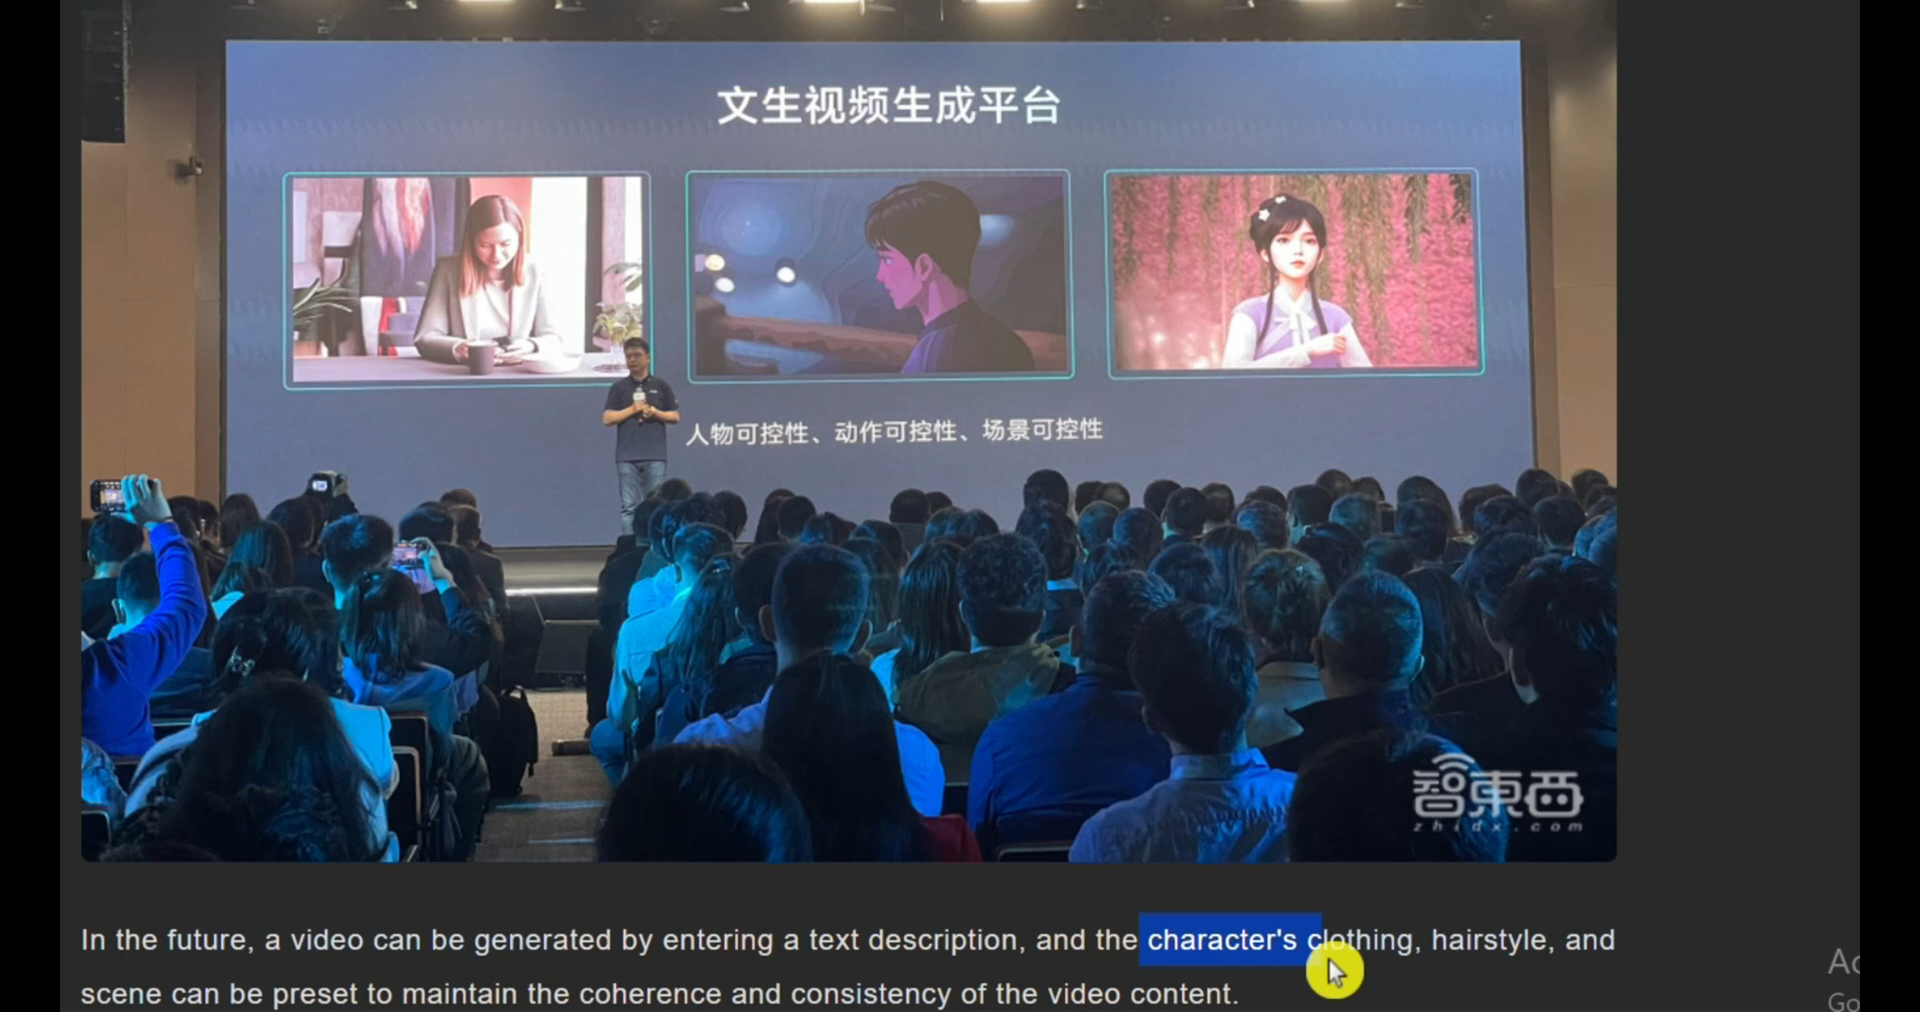 文生视频生成平台
人物可控性、动作可控性、场景可控性
智東西
zhidx.com
In the future, a video can be generated by entering a text description, and the character's clothing, hairstyle, and
scene can be preset to maintain the coherence and consistency of the video content.
Ac
Go